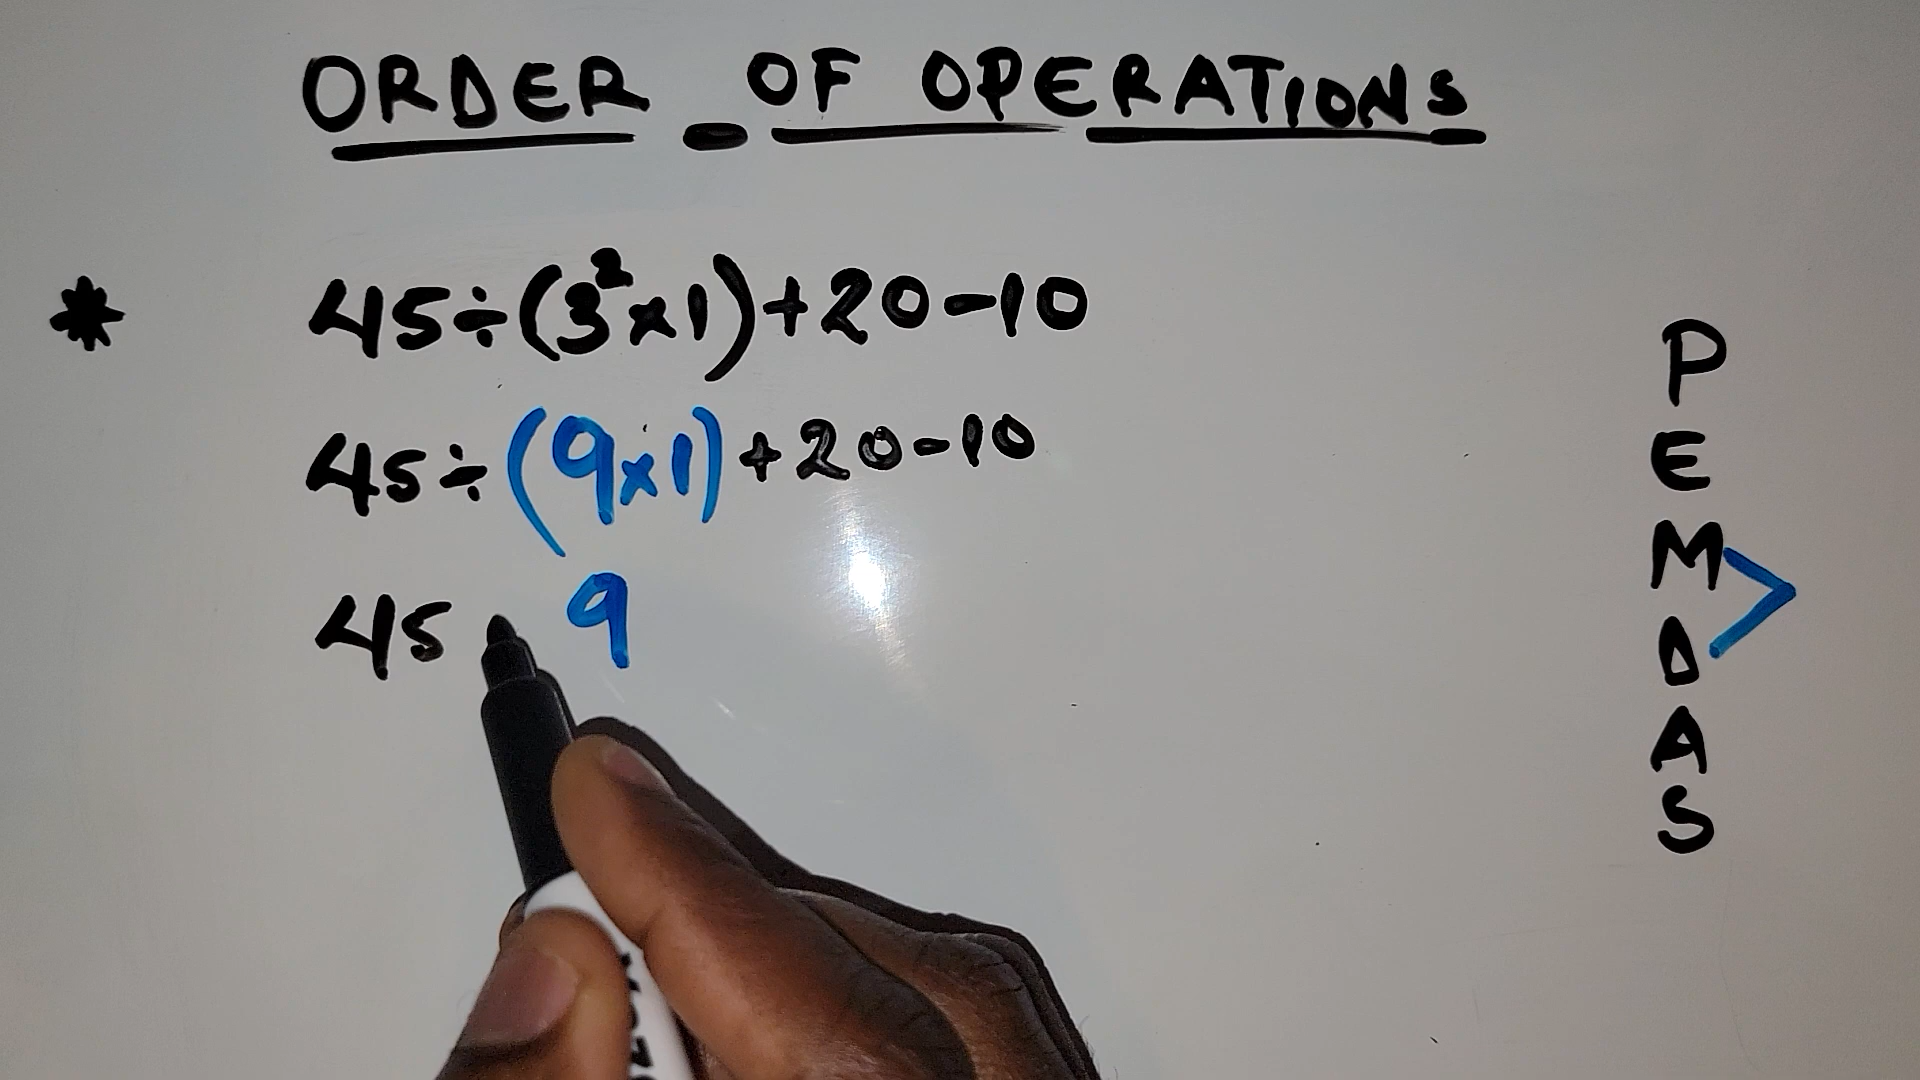 ORDER OF OPERATIONS
* 45÷(3²×1)+20-10
45÷(9×1)+20-10
45 9
P
E
M
D
A
S